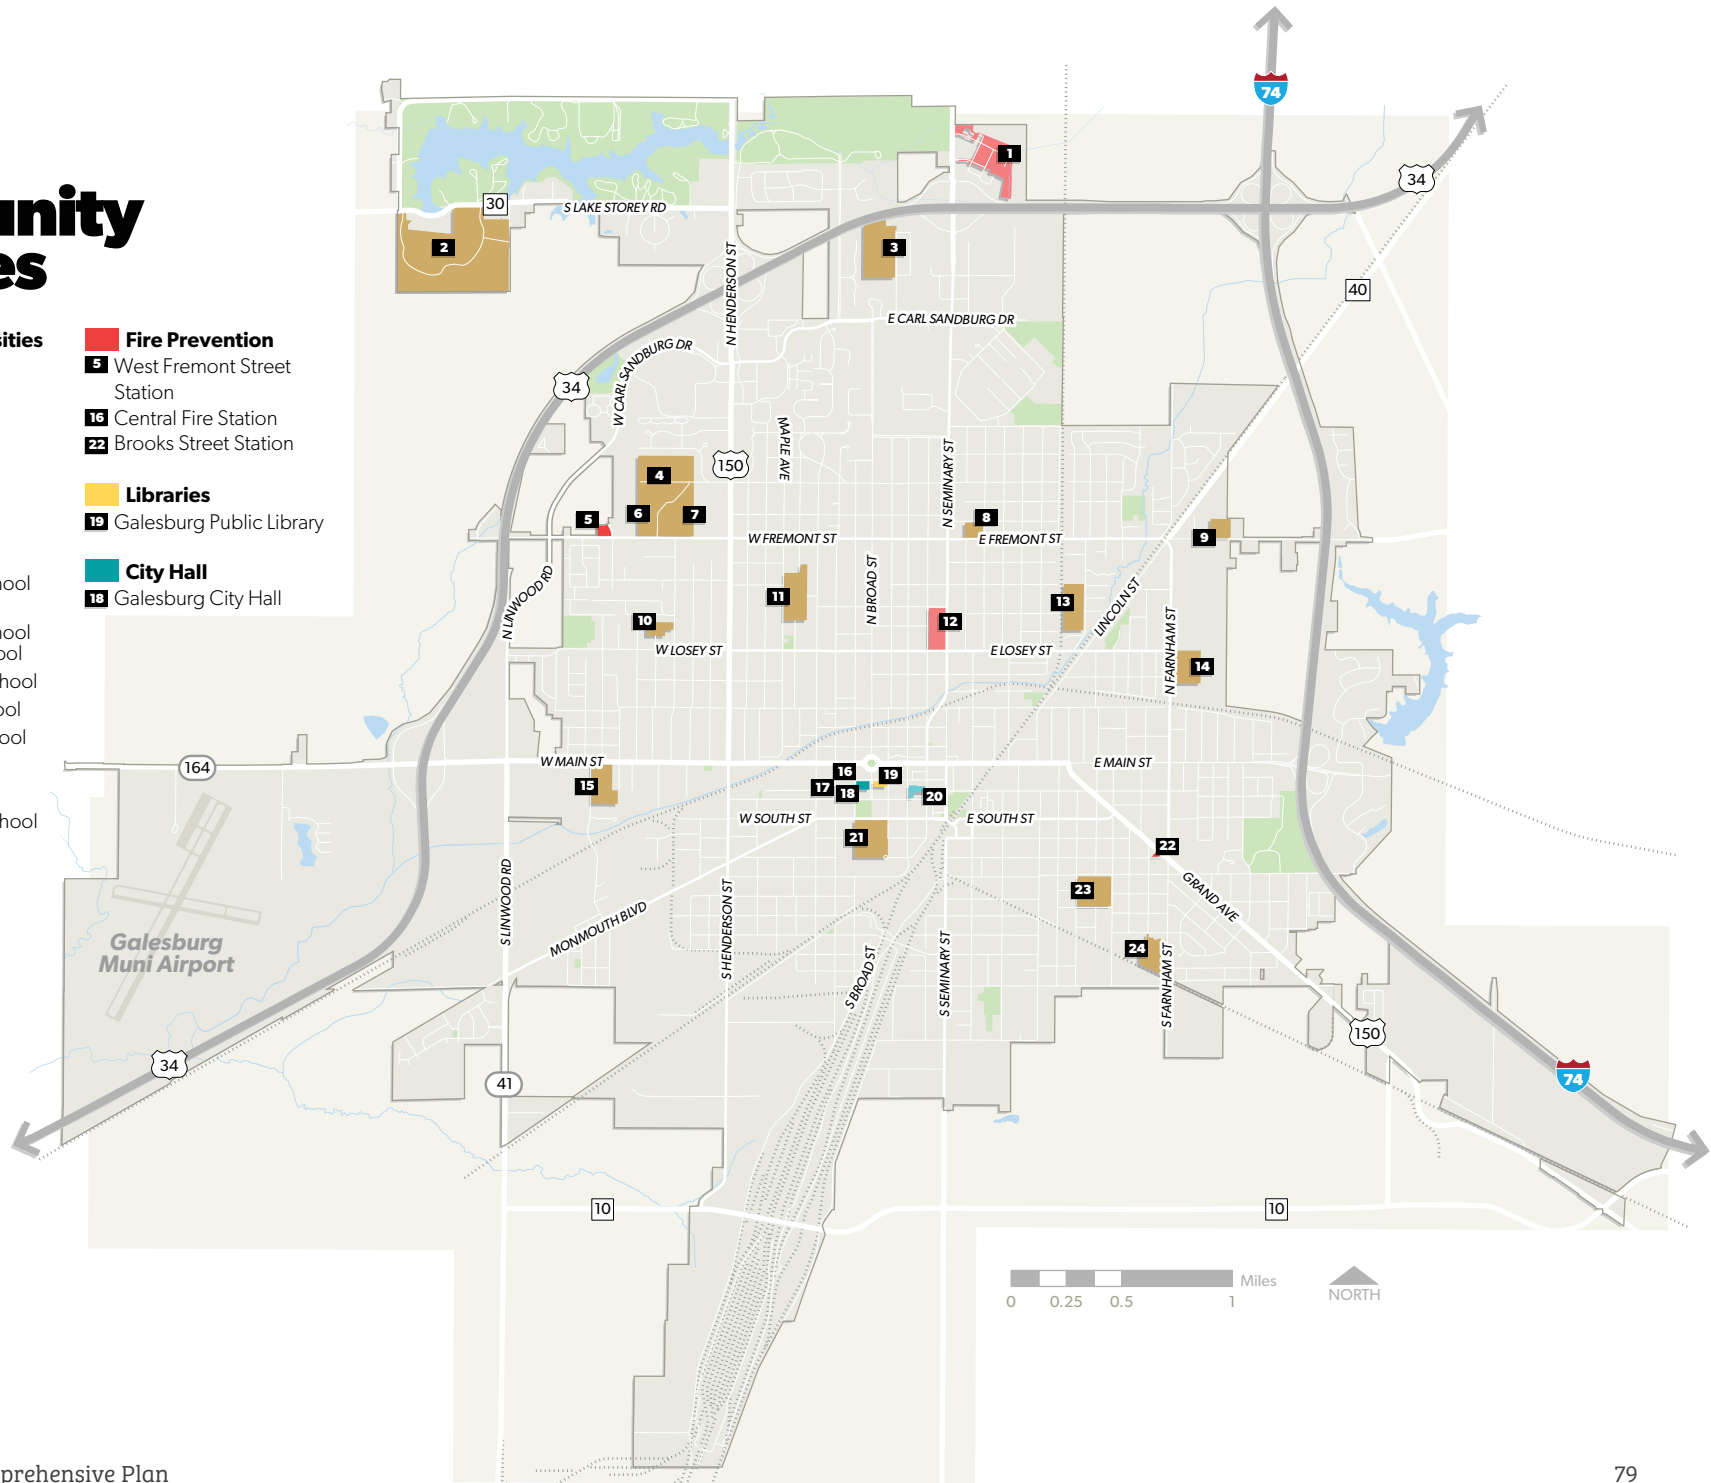 unity
es
sities
hool
hool
ool
hool
ool
ool
hool
Fire Prevention
5 West Fremont Street
Station
16 Central Fire Station
22 Brooks Street Station
Libraries
19 Galesburg Public Library
City Hall
18 Galesburg City Hall
74
1
34
30
S LAKE STOREY RD
2
3
N HENDERSON ST
40
E CARL SANDBURG DR
W CARL SANDBURG DR
34
MAPLE AVE
N SEMINARY ST
150
4
5
6
7
8
9
W FREMONT ST
E FREMONT ST
N LINWOOD RD
N BROAD ST
LINCOLN ST
N FARNHAM ST
10
11
12
13
W LOSEY ST
E LOSEY ST
14
164
W MAIN ST
E MAIN ST
15
16
17
18
19
20
W SOUTH ST
E SOUTH ST
21
22
S LINWOOD RD
MONMOUTH BLVD
S HENDERSON ST
23
GRAND AVE
24
S BROAD ST
S SEMINARY ST
S FARNHAM ST
Galesburg
Muni Airport
34
41
150
74
10
10
Miles
0 0.25 0.5 1
NORTH
prehensive Plan
79